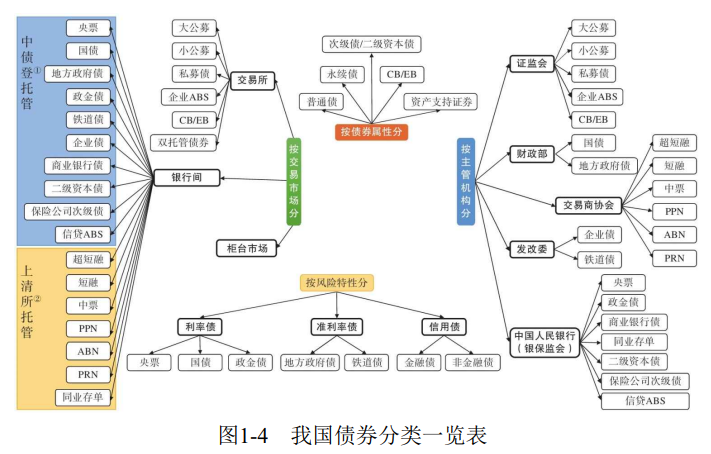 中债登托管①
央票
国债
地方政府债
政金债
铁道债
企业债
商业银行债
二级资本债
保险公司次级债
信贷ABS
上清所托管②
超短融
短融
中票
PPN
ABN
PRN
同业存单
大公募
小公募
私募债
企业ABS
CB/EB
双托管债券
交易所
银行间
柜台市场
按交易市场分
次级债/二级资本债
永续债
CB/EB
普通债
资产支持证券
按债券属性分
按风险特性分
利率债
准利率债
信用债
央票
国债
政金债
地方政府债
铁道债
金融债
非金融债
按主管机构分
证监会
大公募
小公募
私募债
企业ABS
CB/EB
财政部
国债
地方政府债
交易商协会
超短融
短融
中票
PPN
ABN
PRN
发改委
企业债
铁道债
中国人民银行
(银保监会)
央票
政金债
商业银行债
同业存单
二级资本债
保险公司次级债
信贷ABS
图1-4 我国债券分类一览表